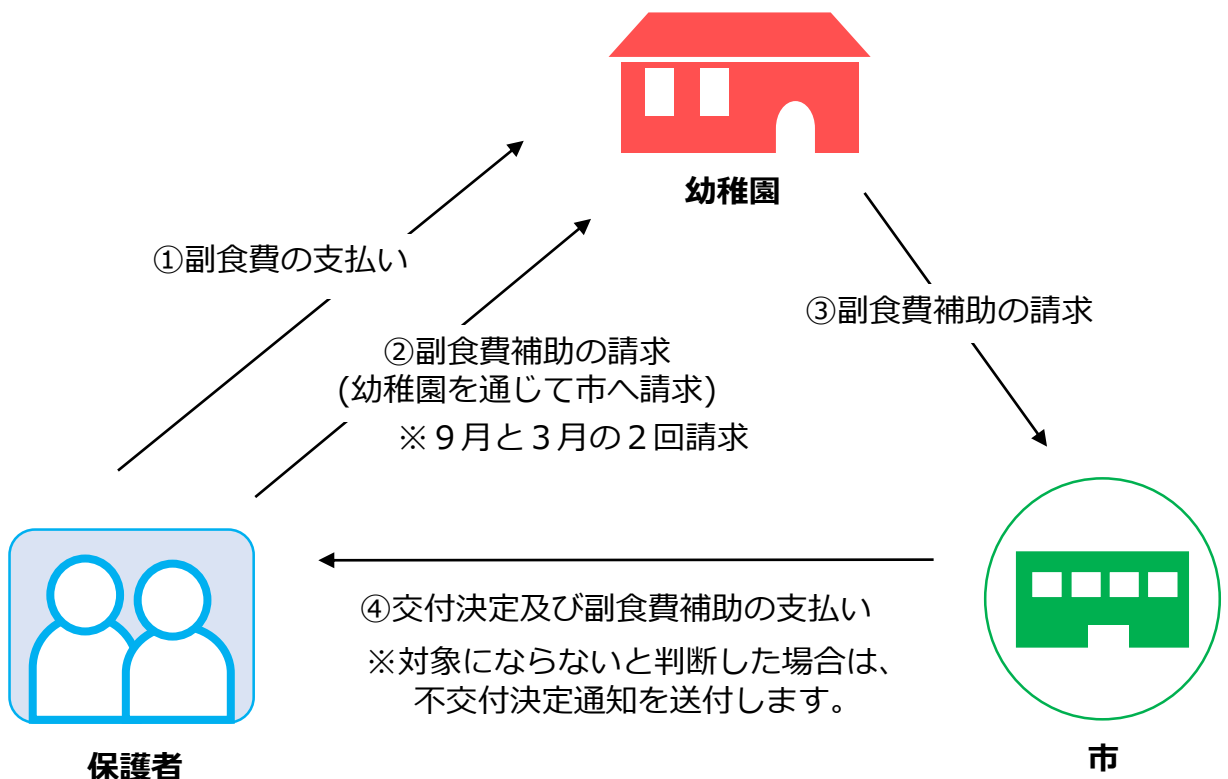 幼稚園
①副食費の支払い
③副食費補助の請求
②副食費補助の請求
(幼稚園を通じて市へ請求)
※９月と３月の２回請求
④交付決定及び副食費補助の支払い
※対象にならないと判断した場合は、
不交付決定通知を送付します。
保護者
市